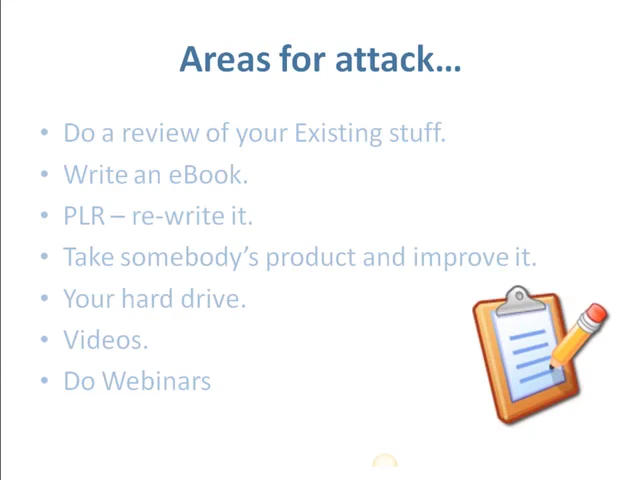 Areas for attack…
• Do a review of your Existing stuff.
• Write an eBook.
• PLR – re-write it.
• Take somebody’s product and improve it.
• Your hard drive.
• Videos.
• Do Webinars